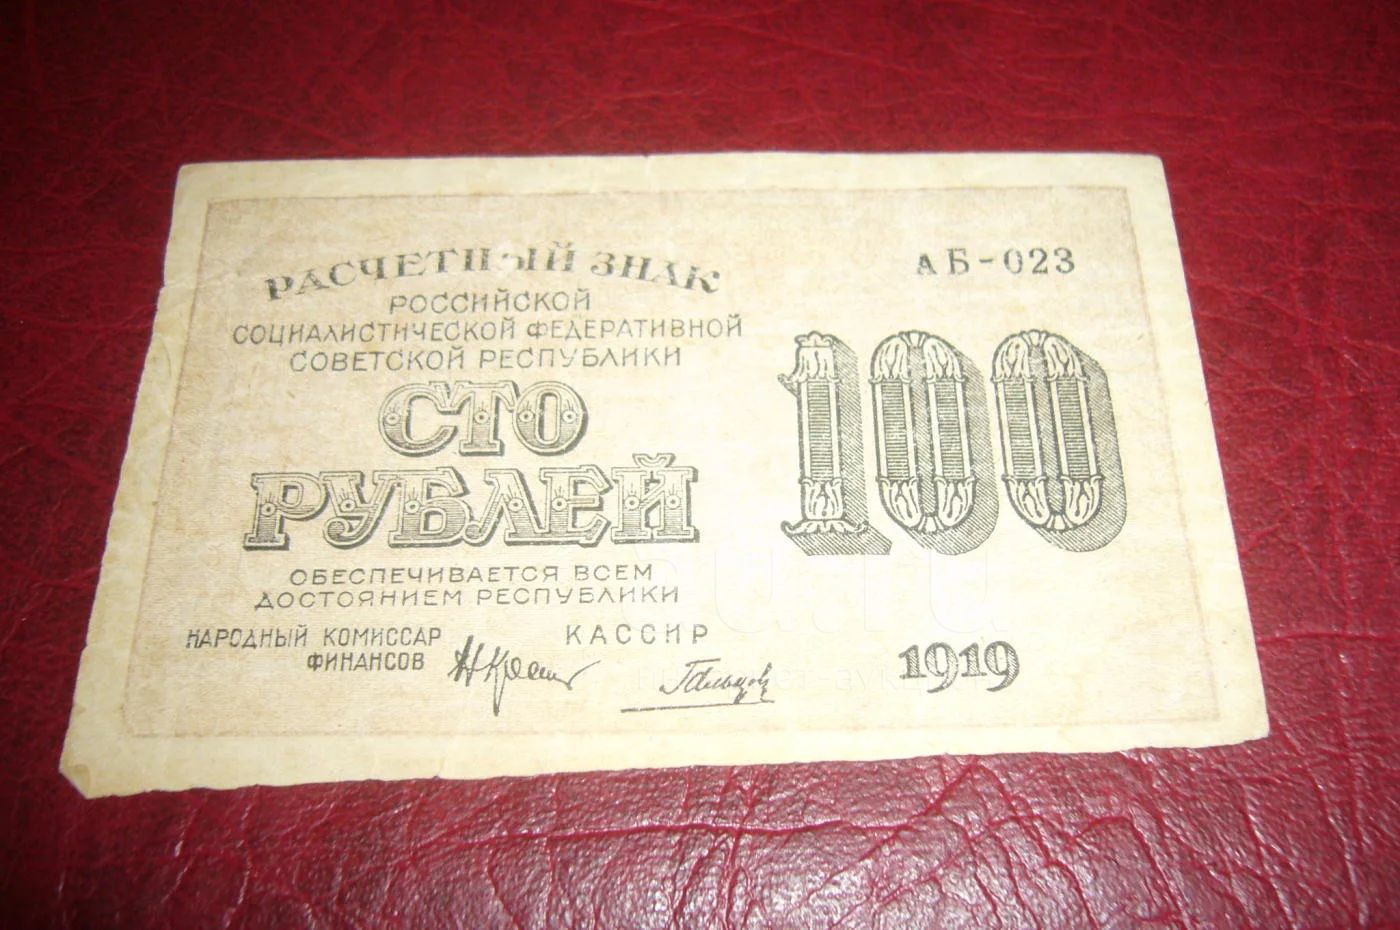 РАСЧЕТНЫЙ ЗНАК
РОССИЙСКОЙ
СОЦИАЛИСТИЧЕСКОЙ ФЕДЕРАТИВНОЙ
СОВЕТСКОЙ РЕСПУБЛИКИ
СТО
РУБЛЕЙ
ОБЕСПЕЧИВАЕТСЯ ВСЕМ
ДОСТОЯНИЕМ РЕСПУБЛИКИ
НАРОДНЫЙ КОМИССАР
ФИНАНСОВ
КАССИР
АБ-023
100
1919